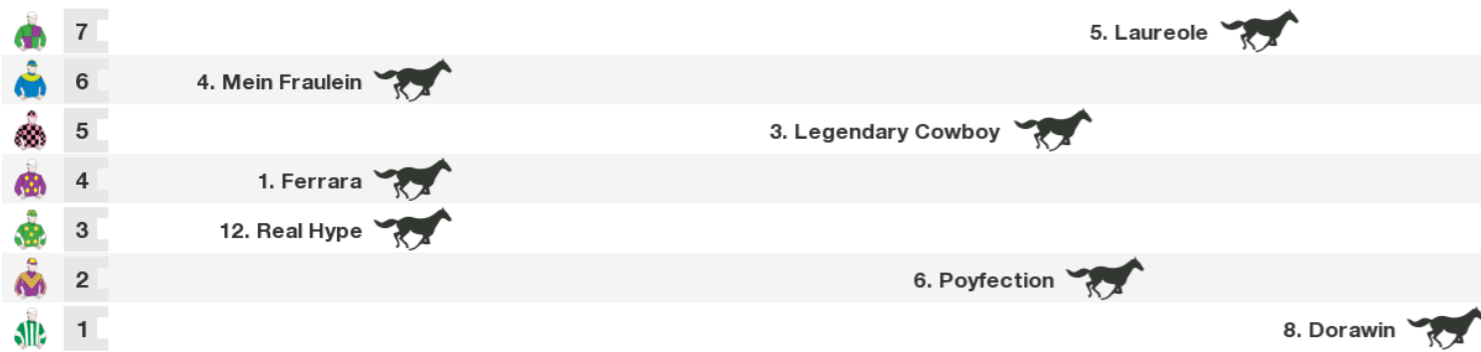 7 5. Laureole
6 4. Mein Fraulein
5 3. Legendary Cowboy
4 1. Ferrara
3 12. Real Hype
2 6. Poyfection
1 8. Dorawin